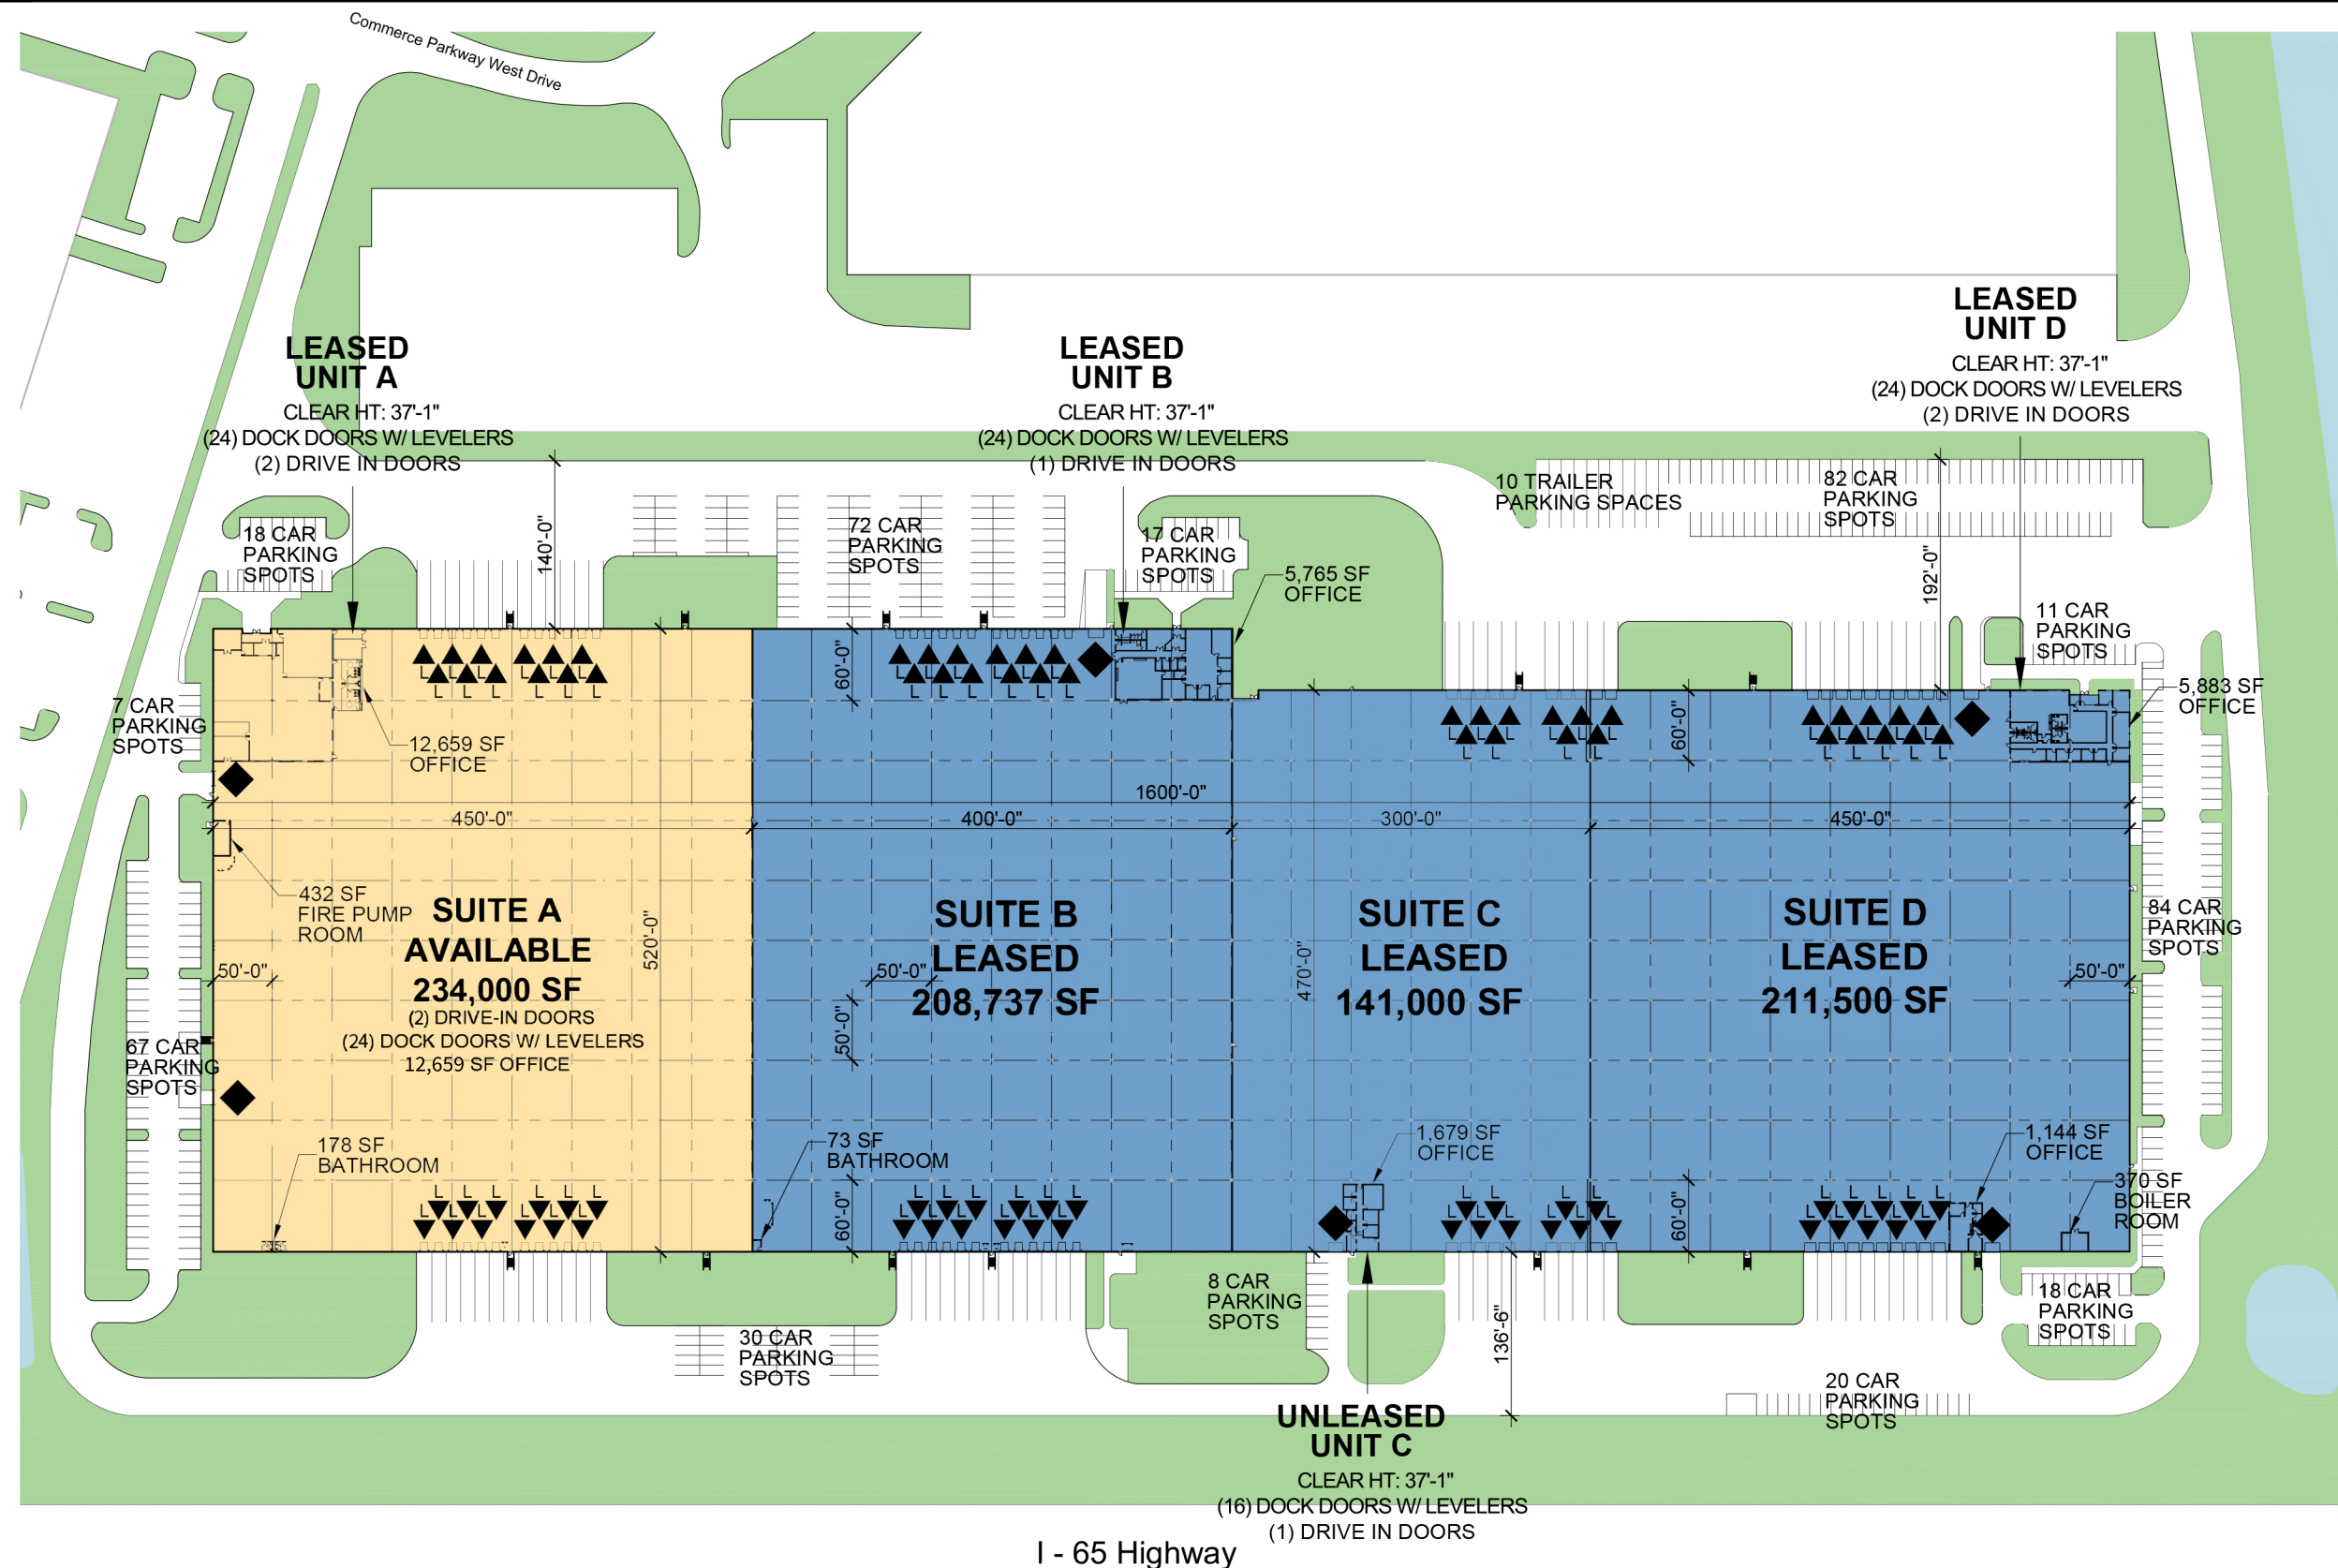 Commerce Parkway West Drive
LEASED
UNIT A
CLEAR HT: 37'-1"
(24) DOCK DOORS W/ LEVELERS
(2) DRIVE IN DOORS
LEASED
UNIT B
CLEAR HT: 37'-1"
(24) DOCK DOORS W/ LEVELERS
(1) DRIVE IN DOORS
LEASED
UNIT D
CLEAR HT: 37'-1"
(24) DOCK DOORS W/ LEVELERS
(2) DRIVE IN DOORS
18 CAR
PARKING
SPOTS
140'-0"
72 CAR
PARKING
SPOTS
17 CAR
PARKING
SPOTS
5,765 SF
OFFICE
10 TRAILER
PARKING SPACES
82 CAR
PARKING
SPOTS
192'-0"
11 CAR
PARKING
SPOTS
5,883 SF
OFFICE
7 CAR
PARKING
SPOTS
12,659 SF
OFFICE
L L L L L L
L L L L L L
60'-0"
L L L L L L
L L L L L L
L L L L
L L L L
60'-0"
L L L L L
L L L L L
1600'-0"
450'-0"
400'-0"
300'-0"
450'-0"
432 SF
FIRE PUMP
ROOM
SUITE A
AVAILABLE
234,000 SF
(2) DRIVE-IN DOORS
(24) DOCK DOORS W/ LEVELERS
12,659 SF OFFICE
50'-0"
520'-0"
SUITE B
LEASED
208,737 SF
50'-0"
50'-0"
SUITE C
LEASED
141,000 SF
470'-0"
SUITE D
LEASED
211,500 SF
50'-0"
84 CAR
PARKING
SPOTS
67 CAR
PARKING
SPOTS
178 SF
BATHROOM
73 SF
BATHROOM
1,679 SF
OFFICE
1,144 SF
OFFICE
370 SF
BOILER
ROOM
L L L L L L
L L L L L L
60'-0"
L L L L L L
L L L L L L
L L L L
L L L L
60'-0"
L L L L L
L L L L L
30 CAR
PARKING
SPOTS
8 CAR
PARKING
SPOTS
136'-6"
18 CAR
PARKING
SPOTS
20 CAR
PARKING
SPOTS
UNLEASED
UNIT C
CLEAR HT: 37'-1"
(16) DOCK DOORS W/ LEVELERS
(1) DRIVE IN DOORS
I - 65 Highway